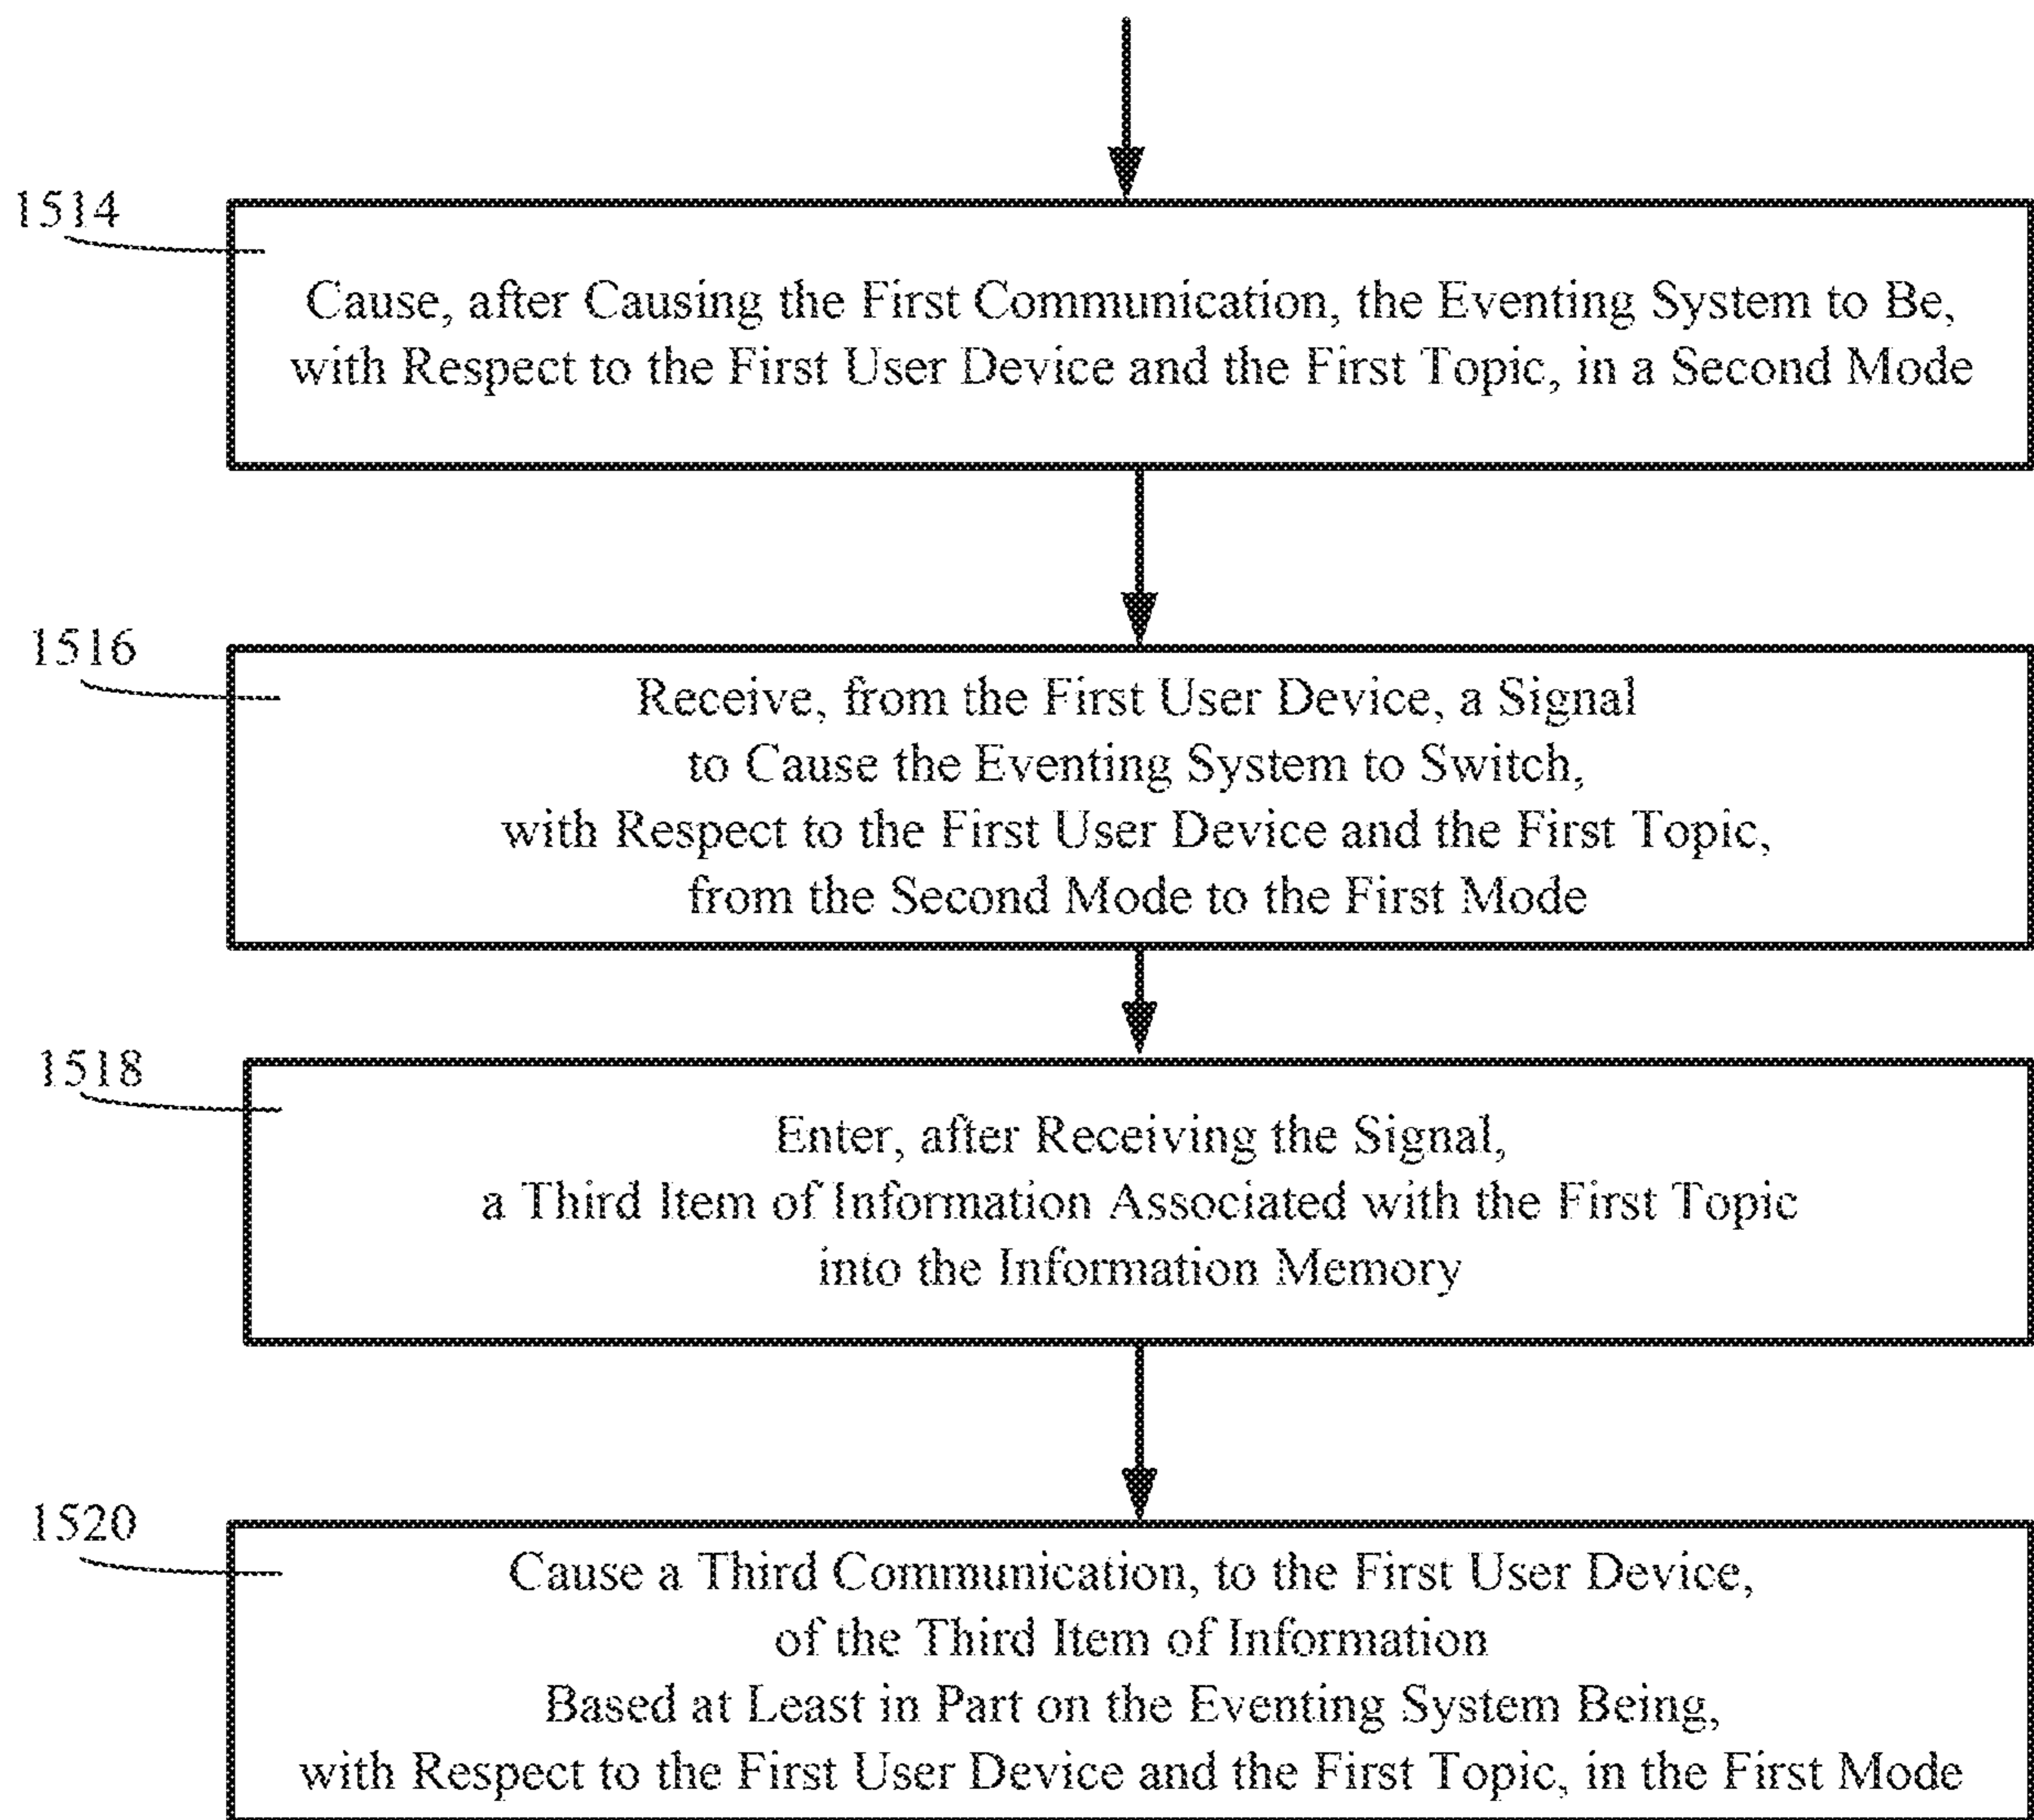 1514
Cause, after Causing the First Communication, the Eventing System to Be,
with Respect to the First User Device and the First Topic, in a Second Mode
1516
Receive, from the First User Device, a Signal
to Cause the Eventing System to Switch,
with Respect to the First User Device and the First Topic,
from the Second Mode to the First Mode
1518
Enter, after Receiving the Signal,
a Third Item of Information Associated with the First Topic
into the Information Memory
1520
Cause a Third Communication, to the First User Device,
of the Third Item of Information
Based at Least in Part on the Eventing System Being,
with Respect to the First User Device and the First Topic, in the First Mode